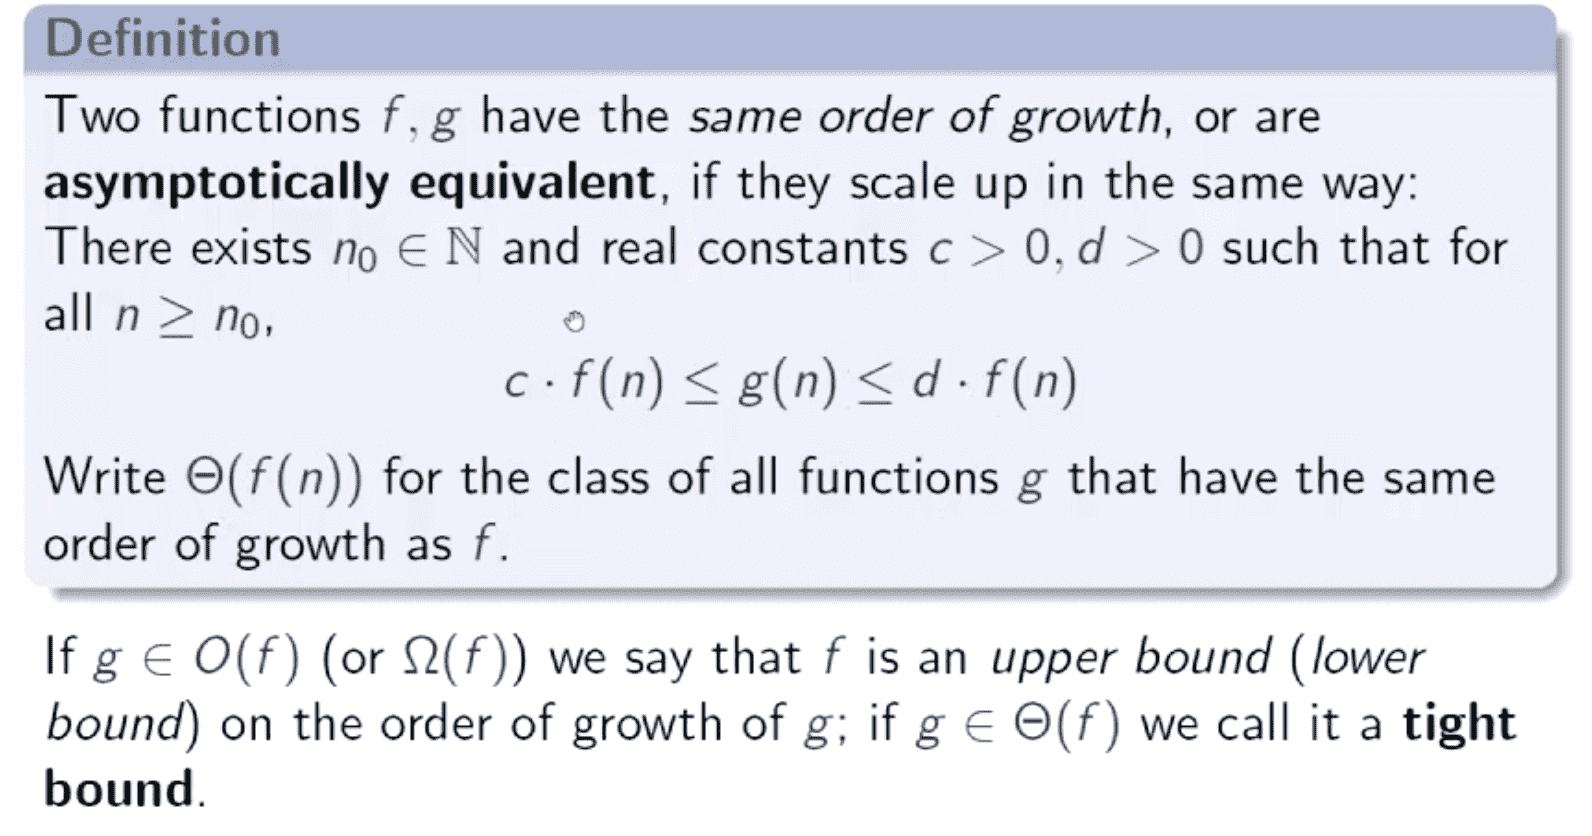 Definition
Two functions f, g have the same order of growth, or are
asymptotically equivalent, if they scale up in the same way:
There exists n₀ ∈ ℕ and real constants c > 0, d > 0 such that for
all n ≥ n₀,
c · f(n) ≤ g(n) ≤ d · f(n)
Write Θ(f(n)) for the class of all functions g that have the same
order of growth as f.
If g ∈ O(f) (or Ω(f)) we say that f is an upper bound (lower
bound) on the order of growth of g; if g ∈ Θ(f) we call it a tight
bound.